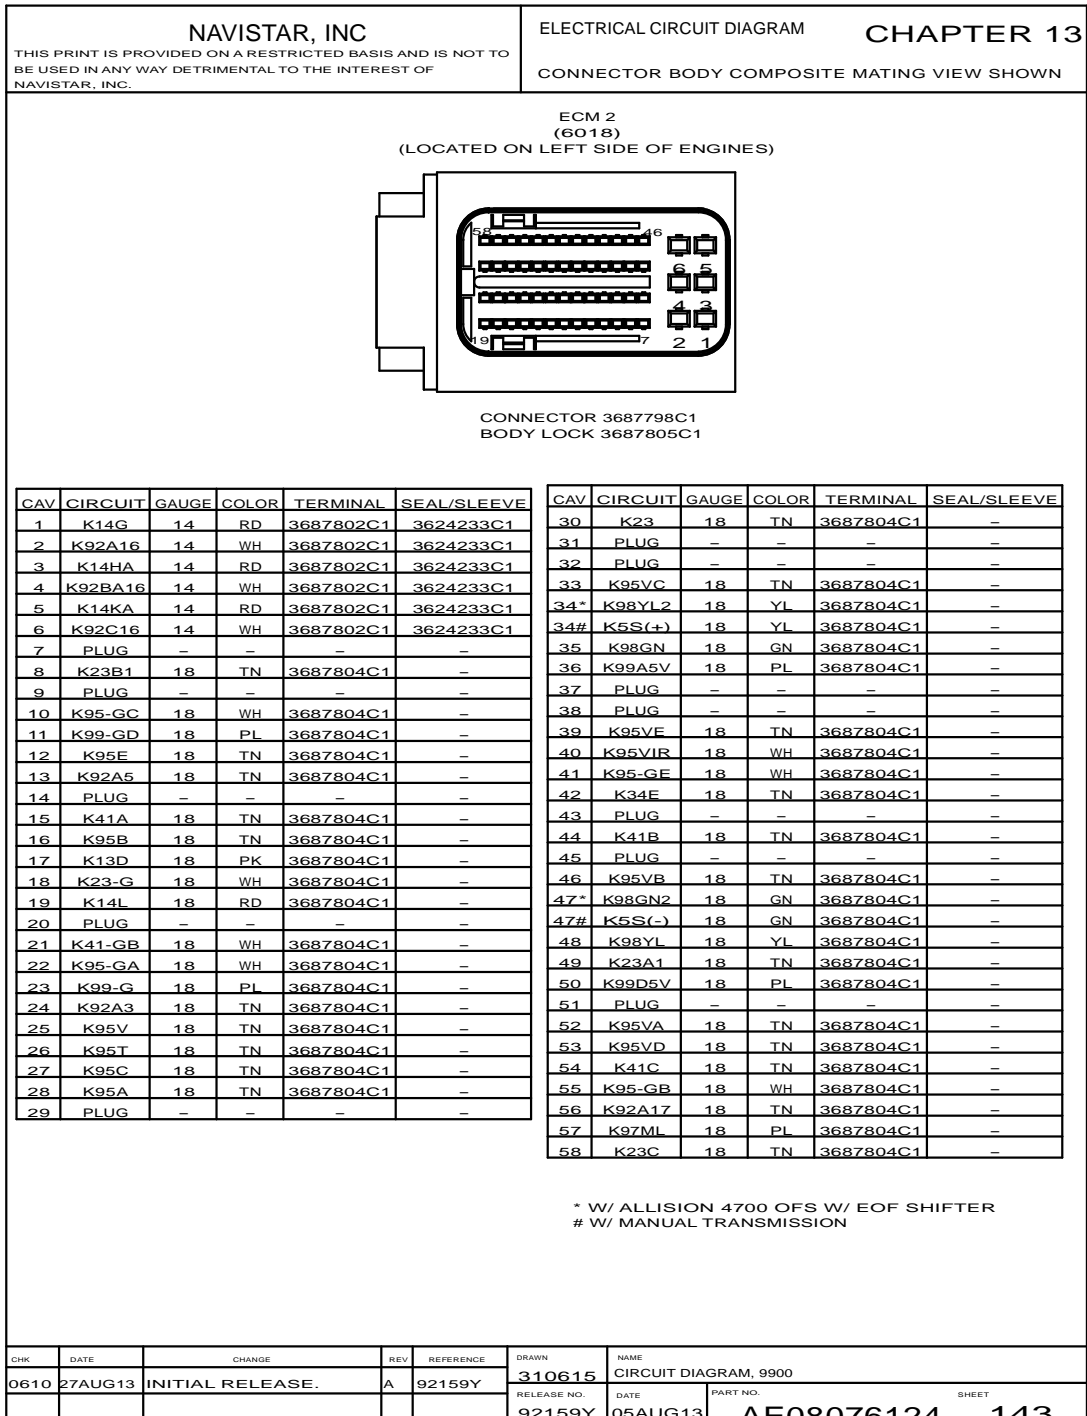 NAVISTAR, INC
THIS PRINT IS PROVIDED ON A RESTRICTED BASIS AND IS NOT TO
BE USED IN ANY WAY DETRIMENTAL TO THE INTEREST OF
NAVISTAR, INC.
ELECTRICAL CIRCUIT DIAGRAM CHAPTER 13
CONNECTOR BODY COMPOSITE MATING VIEW SHOWN
ECM 2
(6018)
(LOCATED ON LEFT SIDE OF ENGINES)
58 46
6 5
4 3
19 7 2 1
CONNECTOR 3687798C1
BODY LOCK 3687805C1
CAV CIRCUIT GAUGE COLOR TERMINAL SEAL/SLEEVE
1 K14G 14 RD 3687802C1 3624233C1
2 K92A16 14 WH 3687802C1 3624233C1
3 K14HA 14 RD 3687802C1 3624233C1
4 K92BA16 14 WH 3687802C1 3624233C1
5 K14KA 14 RD 3687802C1 3624233C1
6 K92C16 14 WH 3687802C1 3624233C1
7 PLUG – – – –
8 K23B1 18 TN 3687804C1 –
9 PLUG – – – –
10 K95-GC 18 WH 3687804C1 –
11 K99-GD 18 PL 3687804C1 –
12 K95E 18 TN 3687804C1 –
13 K92A5 18 TN 3687804C1 –
14 PLUG – – – –
15 K41A 18 TN 3687804C1 –
16 K95B 18 TN 3687804C1 –
17 K13D 18 PK 3687804C1 –
18 K23-G 18 WH 3687804C1 –
19 K14L 18 RD 3687804C1 –
20 PLUG – – – –
21 K41-GB 18 WH 3687804C1 –
22 K95-GA 18 WH 3687804C1 –
23 K99-G 18 PL 3687804C1 –
24 K92A3 18 TN 3687804C1 –
25 K95V 18 TN 3687804C1 –
26 K95T 18 TN 3687804C1 –
27 K95C 18 TN 3687804C1 –
28 K95A 18 TN 3687804C1 –
29 PLUG – – – –
CAV CIRCUIT GAUGE COLOR TERMINAL SEAL/SLEEVE
30 K23 18 TN 3687804C1 –
31 PLUG – – – –
32 PLUG – – – –
33 K95VC 18 TN 3687804C1 –
34* K98YL2 18 YL 3687804C1 –
34# K5S(+) 18 YL 3687804C1 –
35 K98GN 18 GN 3687804C1 –
36 K99A5V 18 PL 3687804C1 –
37 PLUG – – – –
38 PLUG – – – –
39 K95VE 18 TN 3687804C1 –
40 K95VIR 18 WH 3687804C1 –
41 K95-GE 18 WH 3687804C1 –
42 K34E 18 TN 3687804C1 –
43 PLUG – – – –
44 K41B 18 TN 3687804C1 –
45 PLUG – – – –
46 K95VB 18 TN 3687804C1 –
47* K98GN2 18 GN 3687804C1 –
47# K5S(-) 18 GN 3687804C1 –
48 K98YL 18 YL 3687804C1 –
49 K23A1 18 TN 3687804C1 –
50 K99D5V 18 PL 3687804C1 –
51 PLUG – – – –
52 K95VA 18 TN 3687804C1 –
53 K95VD 18 TN 3687804C1 –
54 K41C 18 TN 3687804C1 –
55 K95-GB 18 WH 3687804C1 –
56 K92A17 18 TN 3687804C1 –
57 K97ML 18 PL 3687804C1 –
58 K23C 18 TN 3687804C1 –
* W/ ALLISION 4700 OFS W/ EOF SHIFTER
# W/ MANUAL TRANSMISSION
CHK DATE CHANGE REV REFERENCE
0610 27AUG13 INITIAL RELEASE. A 92159Y
DRAWN NAME
310615 CIRCUIT DIAGRAM, 9900
RELEASE NO. DATE PART NO. SHEET
92159Y 05AUG13 AE08076124 143